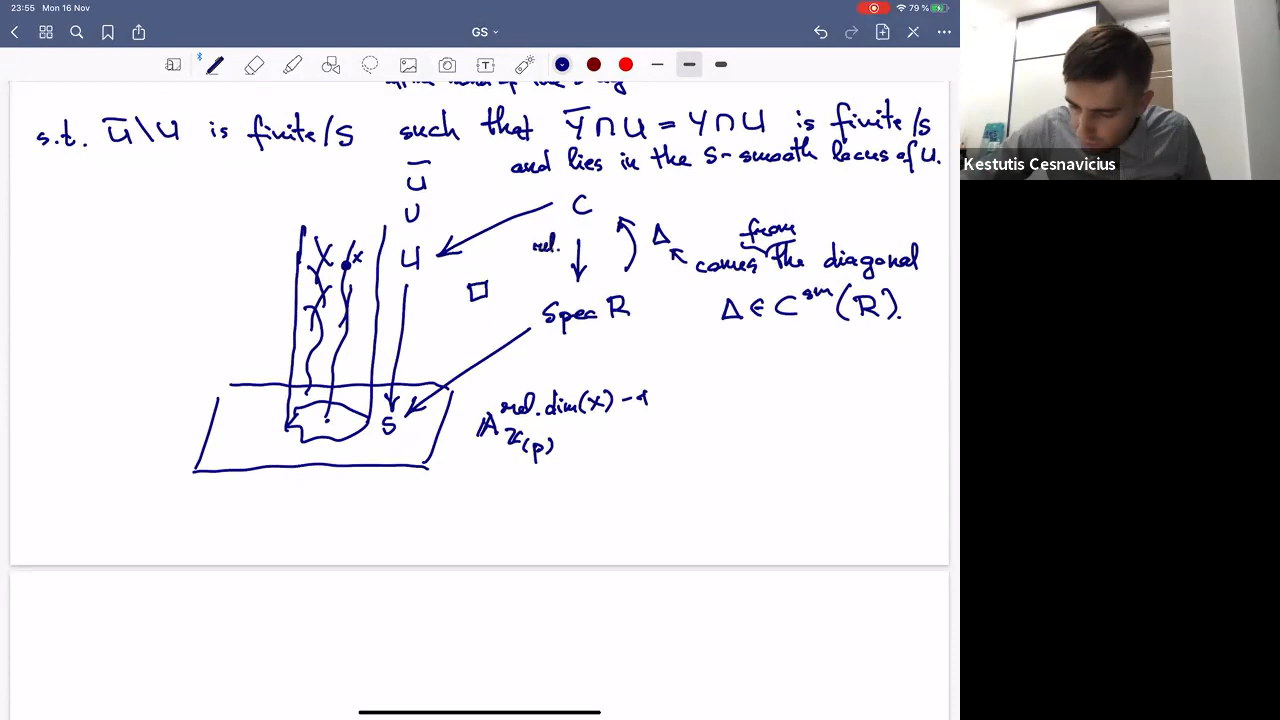 23:55 Mon 16 Nov
79 %
GS
s.t. U̅\U is finite/S such that Y̅∩U = Y∩U is finite/S
and lies in the S-smooth locus of U.
Kestutis Cesnavicius
U̅
U
U
C
rel.
Δ
from
comes the diagonal
x
□
Spec R
Δ ∈ C^sm(R).
S
A^{rel.dim(X)-1}_{Z_(p)}